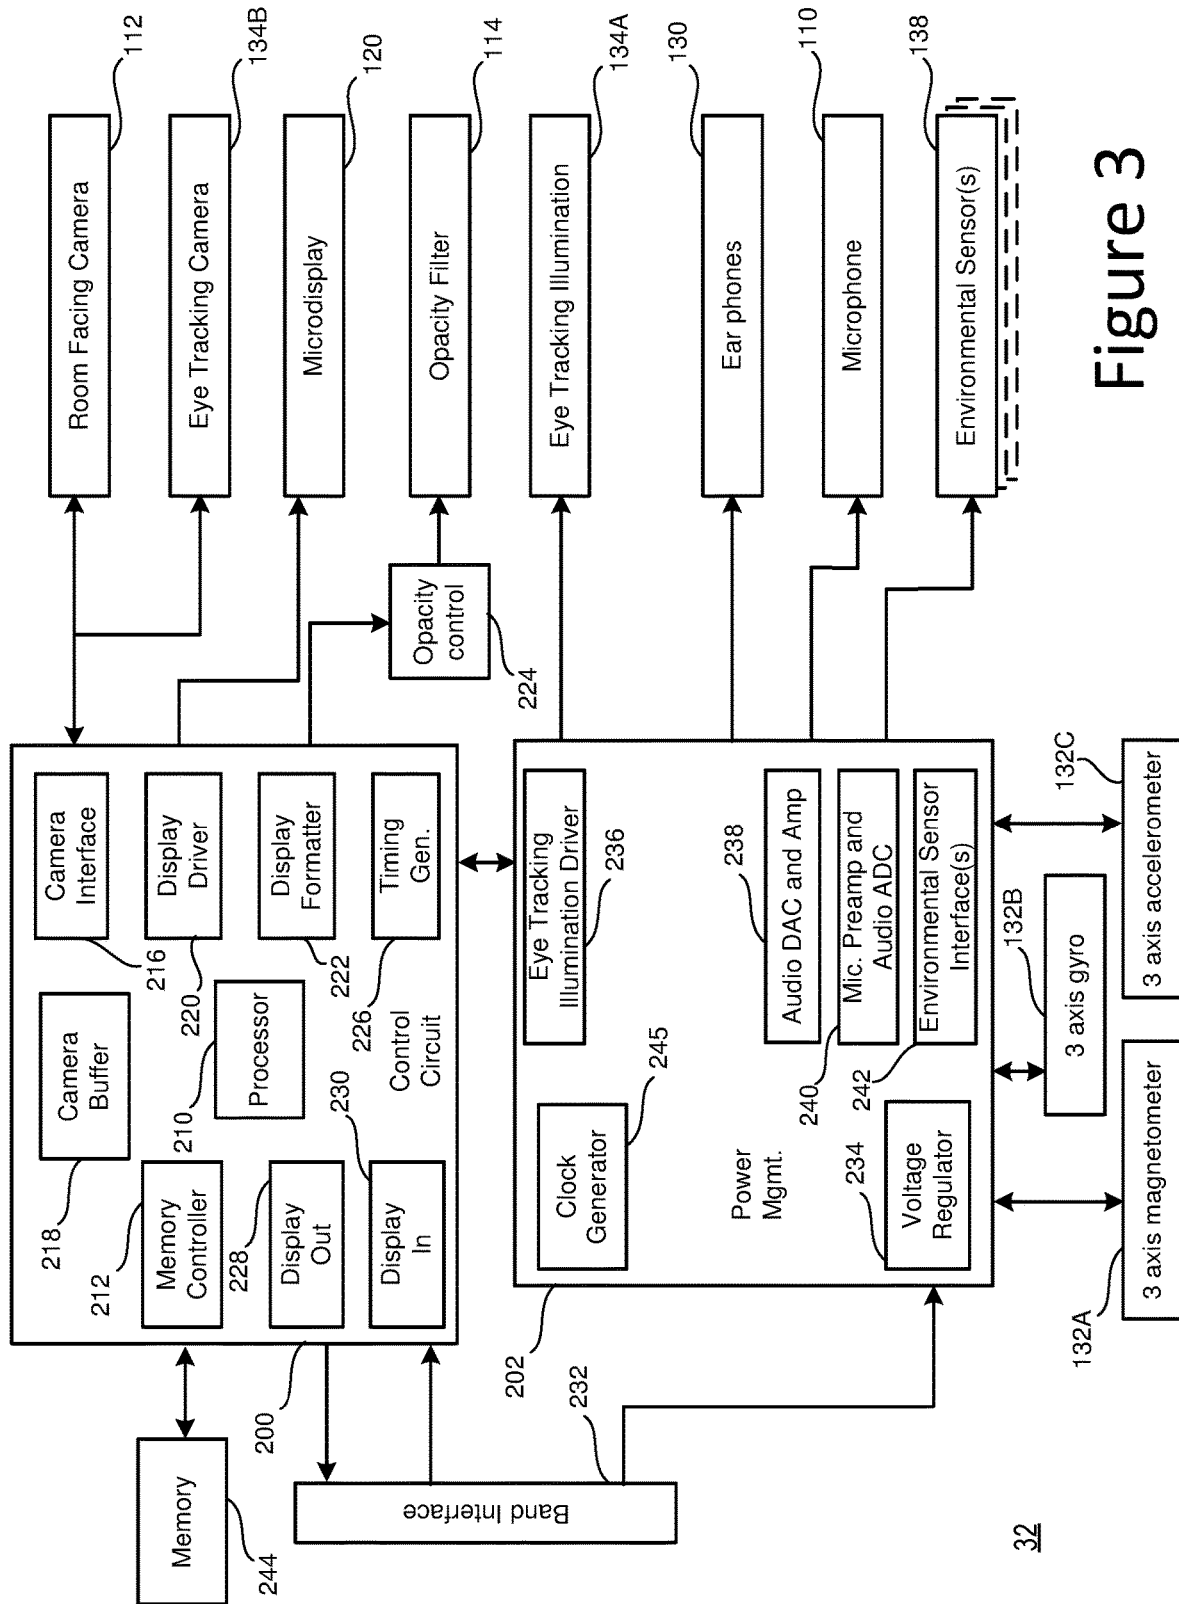 Room Facing Camera
112
Eye Tracking Camera
134B
Microdisplay
120
Opacity Filter
114
Eye Tracking Illumination
134A
Ear phones
130
Microphone
110
Environmental Sensor(s)
138
Opacity
control
224
Camera
Interface
216
Display
Driver
220
Display
Formatter
222
Timing
Gen.
226
Camera
Buffer
218
Processor
210
Control
Circuit
Memory
Controller
212
Display
Out
228
Display
In
230
200
Memory
244
Band Interface
232
202
Eye Tracking
Illumination Driver
236
Audio DAC and Amp
238
Mic. Preamp and
Audio ADC
240
Environmental Sensor
Interface(s)
242
Clock
Generator
245
Power
Mgmt.
Voltage
Regulator
234
3 axis magnetometer
132A
3 axis gyro
132B
3 axis accelerometer
132C
32
Figure 3